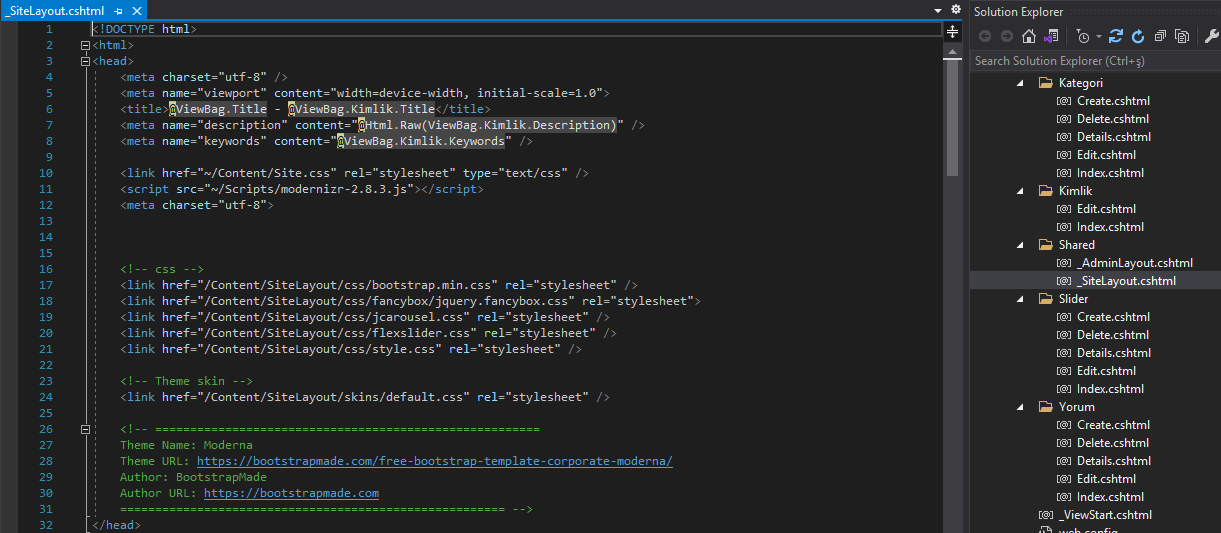 _SiteLayout.cshtml
1 <!DOCTYPE html>
2 <html>
3 <head>
4 <meta charset="utf-8" />
5 <meta name="viewport" content="width=device-width, initial-scale=1.0">
6 <title>@ViewBag.Title - @ViewBag.Kimlik.Title</title>
7 <meta name="description" content="@Html.Raw(ViewBag.Kimlik.Description)" />
8 <meta name="keywords" content="@ViewBag.Kimlik.Keywords" />
9
10 <link href="~/Content/Site.css" rel="stylesheet" type="text/css" />
11 <script src="~/Scripts/modernizr-2.8.3.js"></script>
12 <meta charset="utf-8">
13
14
15
16 <!-- css -->
17 <link href="/Content/SiteLayout/css/bootstrap.min.css" rel="stylesheet" />
18 <link href="/Content/SiteLayout/css/fancybox/jquery.fancybox.css" rel="stylesheet">
19 <link href="/Content/SiteLayout/css/jcarousel.css" rel="stylesheet" />
20 <link href="/Content/SiteLayout/css/flexslider.css" rel="stylesheet" />
21 <link href="/Content/SiteLayout/css/style.css" rel="stylesheet" />
22
23 <!-- Theme skin -->
24 <link href="/Content/SiteLayout/skins/default.css" rel="stylesheet" />
25
26 <!-- =======================================================
27 Theme Name: Moderna
28 Theme URL: https://bootstrapmade.com/free-bootstrap-template-corporate-moderna/
29 Author: BootstrapMade
30 Author URL: https://bootstrapmade.com
31 ======================================================= -->
32 </head>
Solution Explorer
Search Solution Explorer (Ctrl+ş)
Kategori
[@] Create.cshtml
[@] Delete.cshtml
[@] Details.cshtml
[@] Edit.cshtml
[@] Index.cshtml
Kimlik
[@] Edit.cshtml
[@] Index.cshtml
Shared
[@] _AdminLayout.cshtml
[@] _SiteLayout.cshtml
Slider
[@] Create.cshtml
[@] Delete.cshtml
[@] Details.cshtml
[@] Edit.cshtml
[@] Index.cshtml
Yorum
[@] Create.cshtml
[@] Delete.cshtml
[@] Details.cshtml
[@] Edit.cshtml
[@] Index.cshtml
[@] _ViewStart.cshtml
web.config